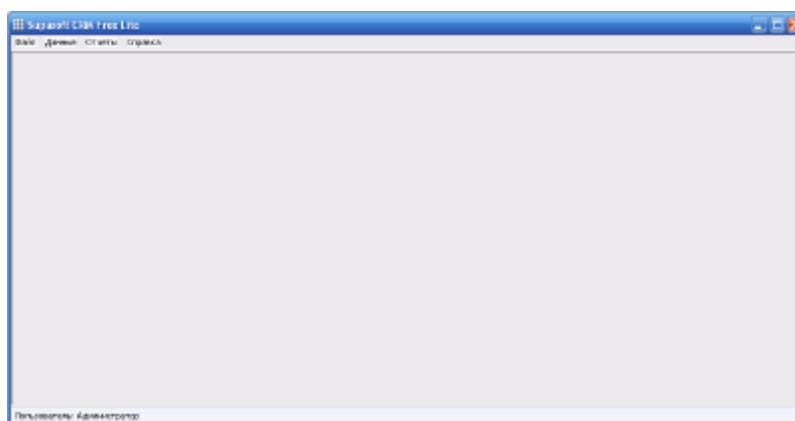 Supasoft CRM Free Lite
Файл Данные Отчеты Справка
Пользователь: Администратор